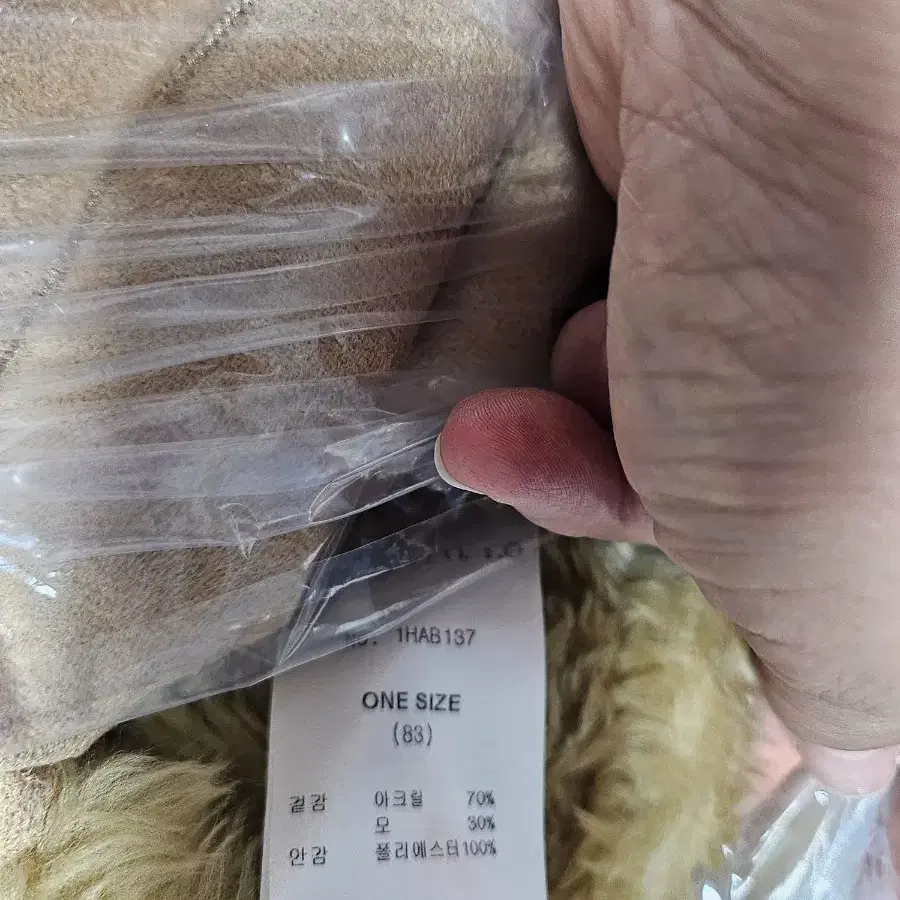 NO. 1HAB137
ONE SIZE
(83)
겉감 아크릴 70%
모 30%
안감 폴리에스터 100%